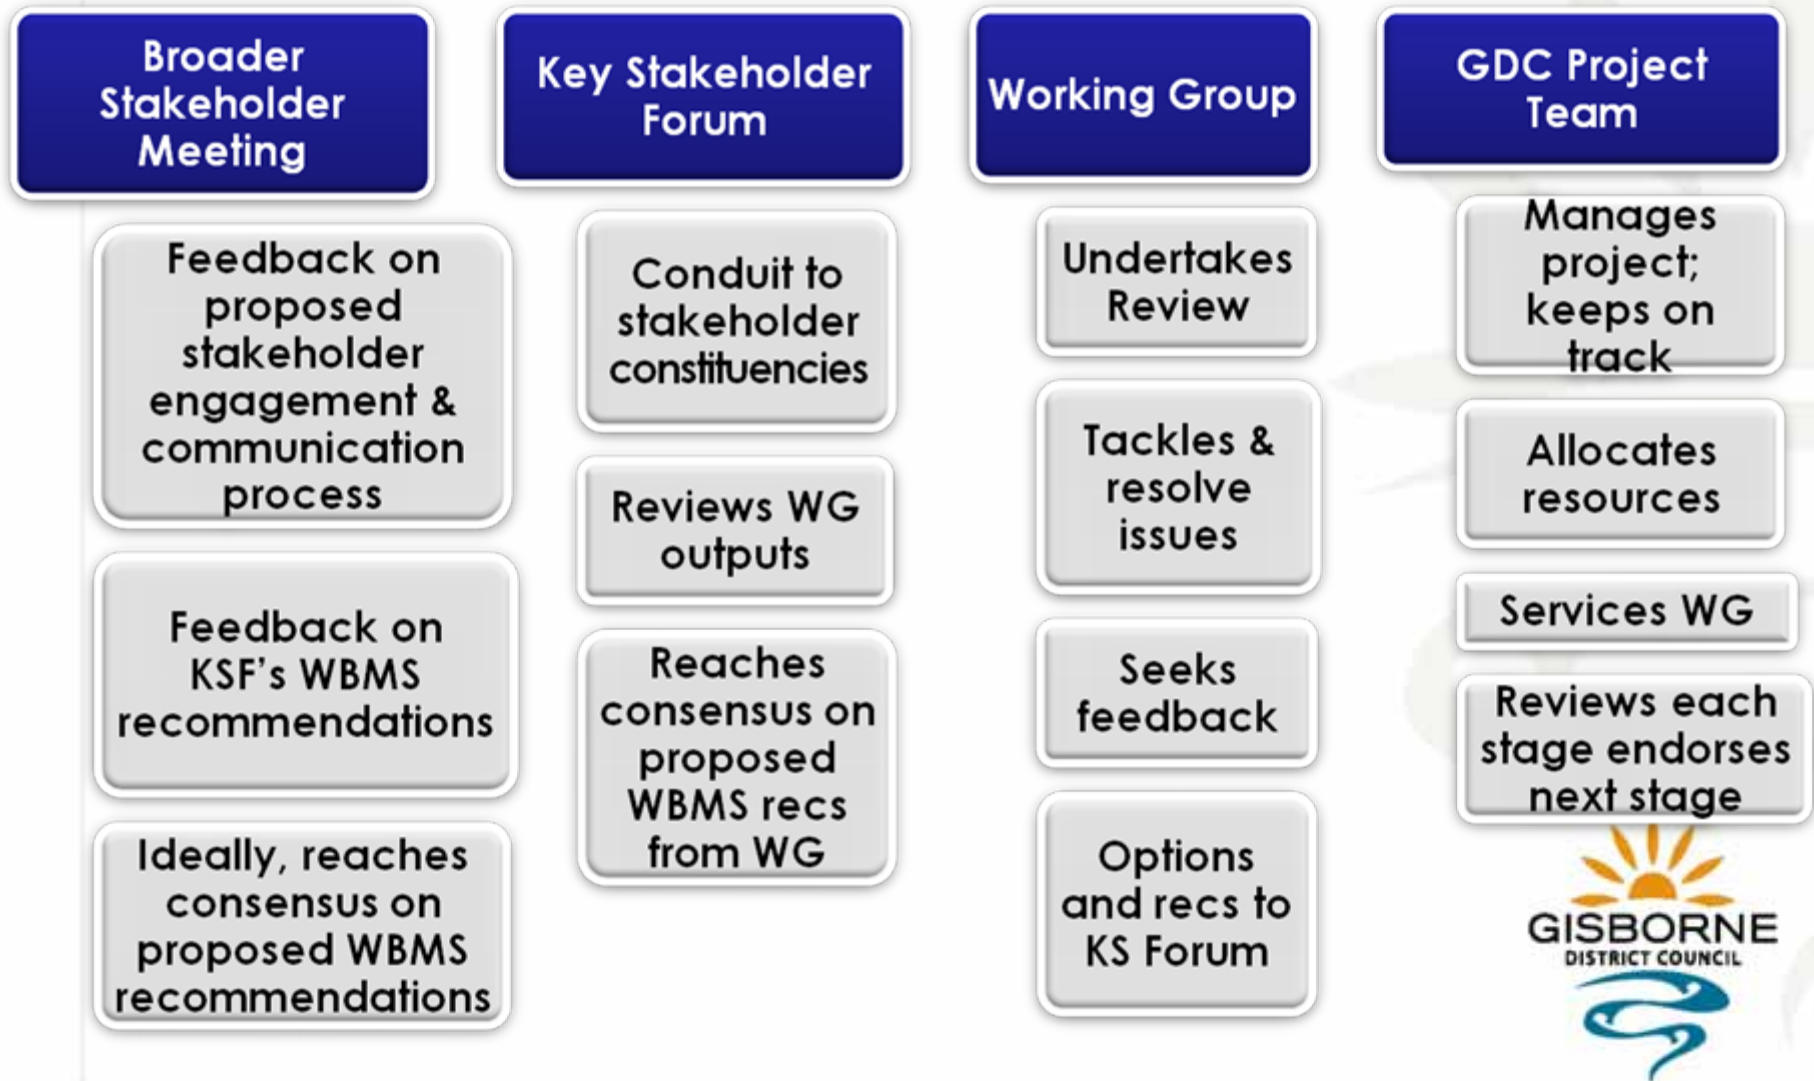 Broader
Stakeholder
Meeting
Feedback on
proposed
stakeholder
engagement &
communication
process
Feedback on
KSF's WBMS
recommendations
Ideally, reaches
consensus on
proposed WBMS
recommendations
Key Stakeholder
Forum
Conduit to
stakeholder
constituencies
Reviews WG
outputs
Reaches
consensus on
proposed
WBMS recs
from WG
Working Group
Undertakes
Review
Tackles &
resolve
issues
Seeks
feedback
Options
and recs to
KS Forum
GDC Project
Team
Manages
project;
keeps on
track
Allocates
resources
Services WG
Reviews each
stage endorses
next stage
GISBORNE
DISTRICT COUNCIL